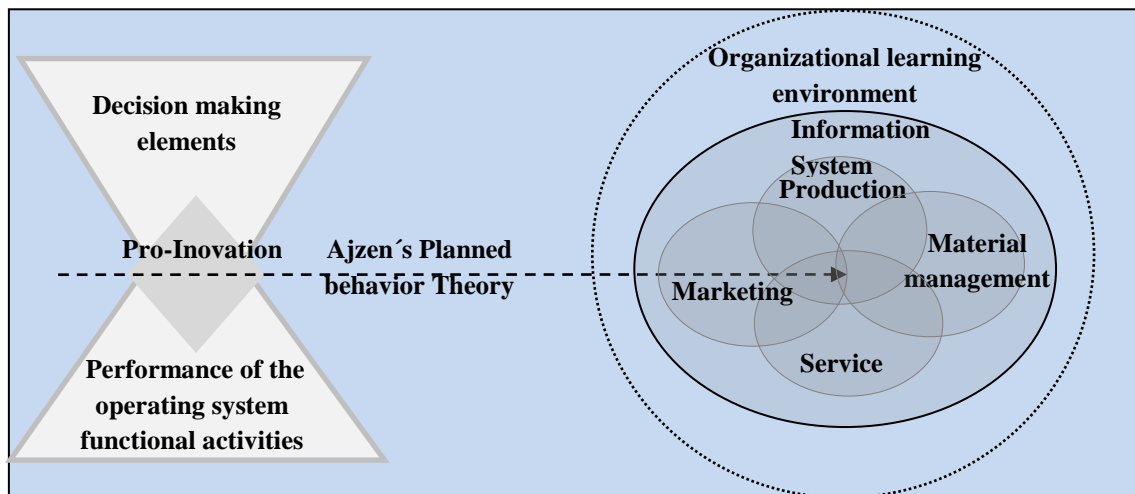 Decision making
elements
Pro-Inovation
Performance of the
operating system
functional activities
Ajzen´s Planned
behavior Theory
Organizational learning
environment
Information
System
Production
Material
management
Marketing
Service